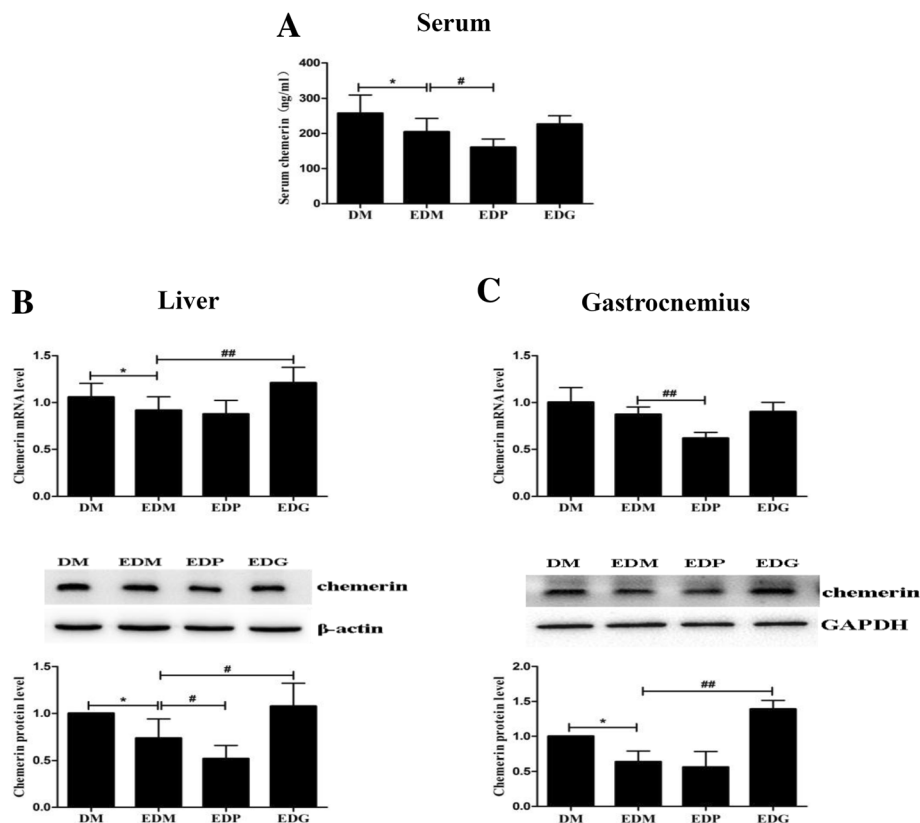 A
Serum
Serum chemerin (ng/ml)
400
300
200
100
0
*
#
DM EDM EDP EDG
B
Liver
Chemerin mRNA level
1.5
1.0
0.5
0.0
*
##
DM EDM EDP EDG
DM EDM EDP EDG
chemerin
β-actin
Chemerin protein level
1.5
1.0
0.5
0.0
*
#
#
DM EDM EDP EDG
C
Gastrocnemius
Chemerin mRNA level
1.5
1.0
0.5
0.0
##
DM EDM EDP EDG
DM EDM EDP EDG
chemerin
GAPDH
Chemerin protein level
2.0
1.5
1.0
0.5
0.0
*
##
DM EDM EDP EDG